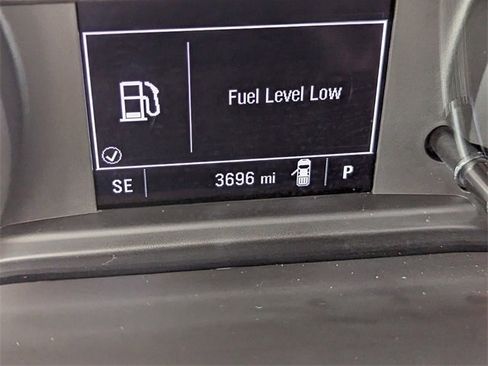 Fuel Level Low
SE 3696 mi P